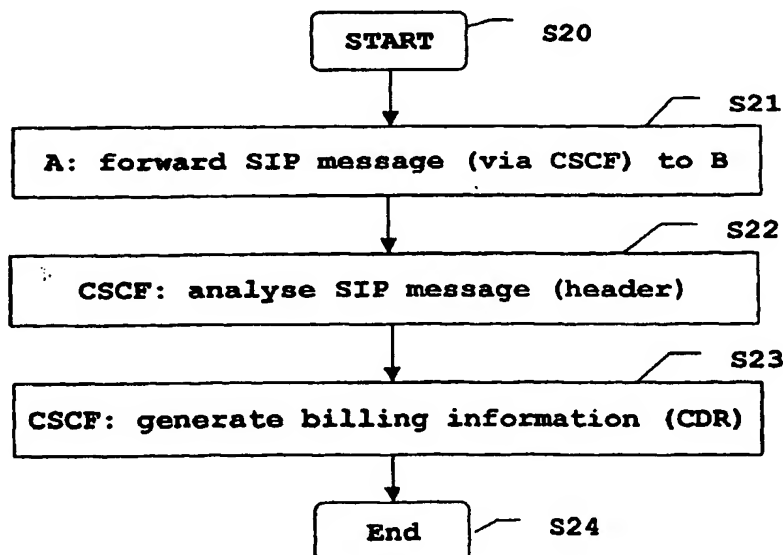 START
S20
S21
A: forward SIP message (via CSCF) to B
S22
CSCF: analyse SIP message (header)
S23
CSCF: generate billing information (CDR)
End
S24